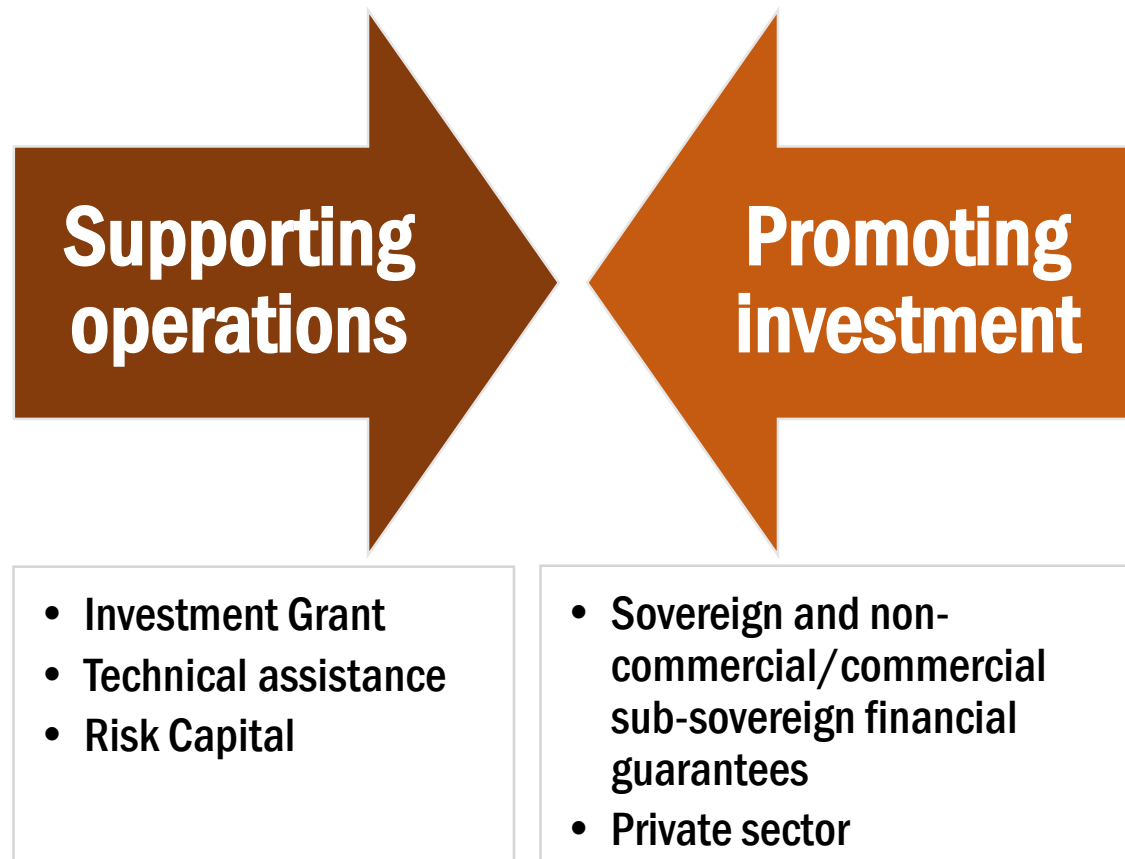 Supporting
operations
Promoting
investment
• Investment Grant
• Technical assistance
• Risk Capital
• Sovereign and non-
commercial/commercial
sub-sovereign financial
guarantees
• Private sector